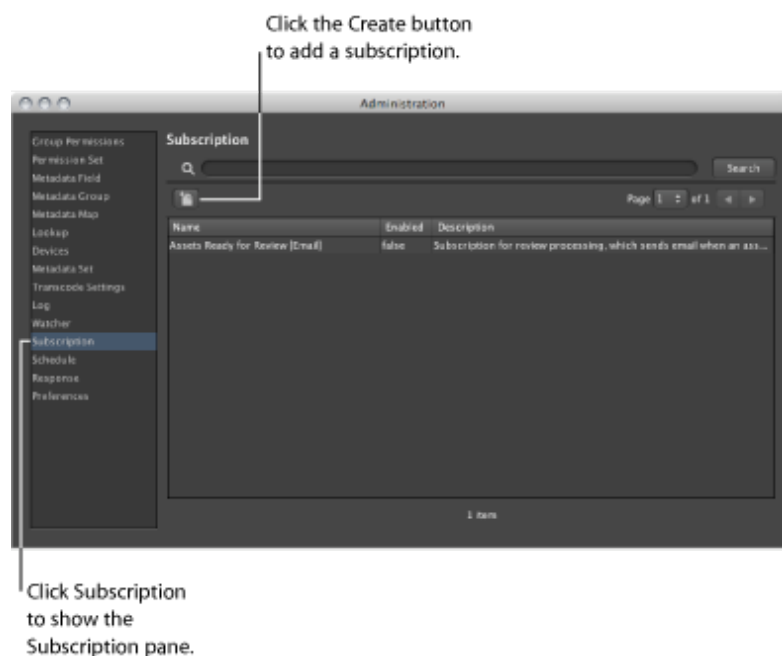 Click the Create button
to add a subscription.
Administration
Group Permissions
Permission Set
Metadata Field
Metadata Group
Metadata Map
Lookup
Devices
Metadata Set
Transcode Settings
Log
Watcher
Subscription
Schedule
Response
Preferences
Subscription
Search
Page 1 of 1
Name Enabled Description
Assets Ready for Review (Email) false Subscription for review processing, which sends email when an ass...
1 item
Click Subscription
to show the
Subscription pane.